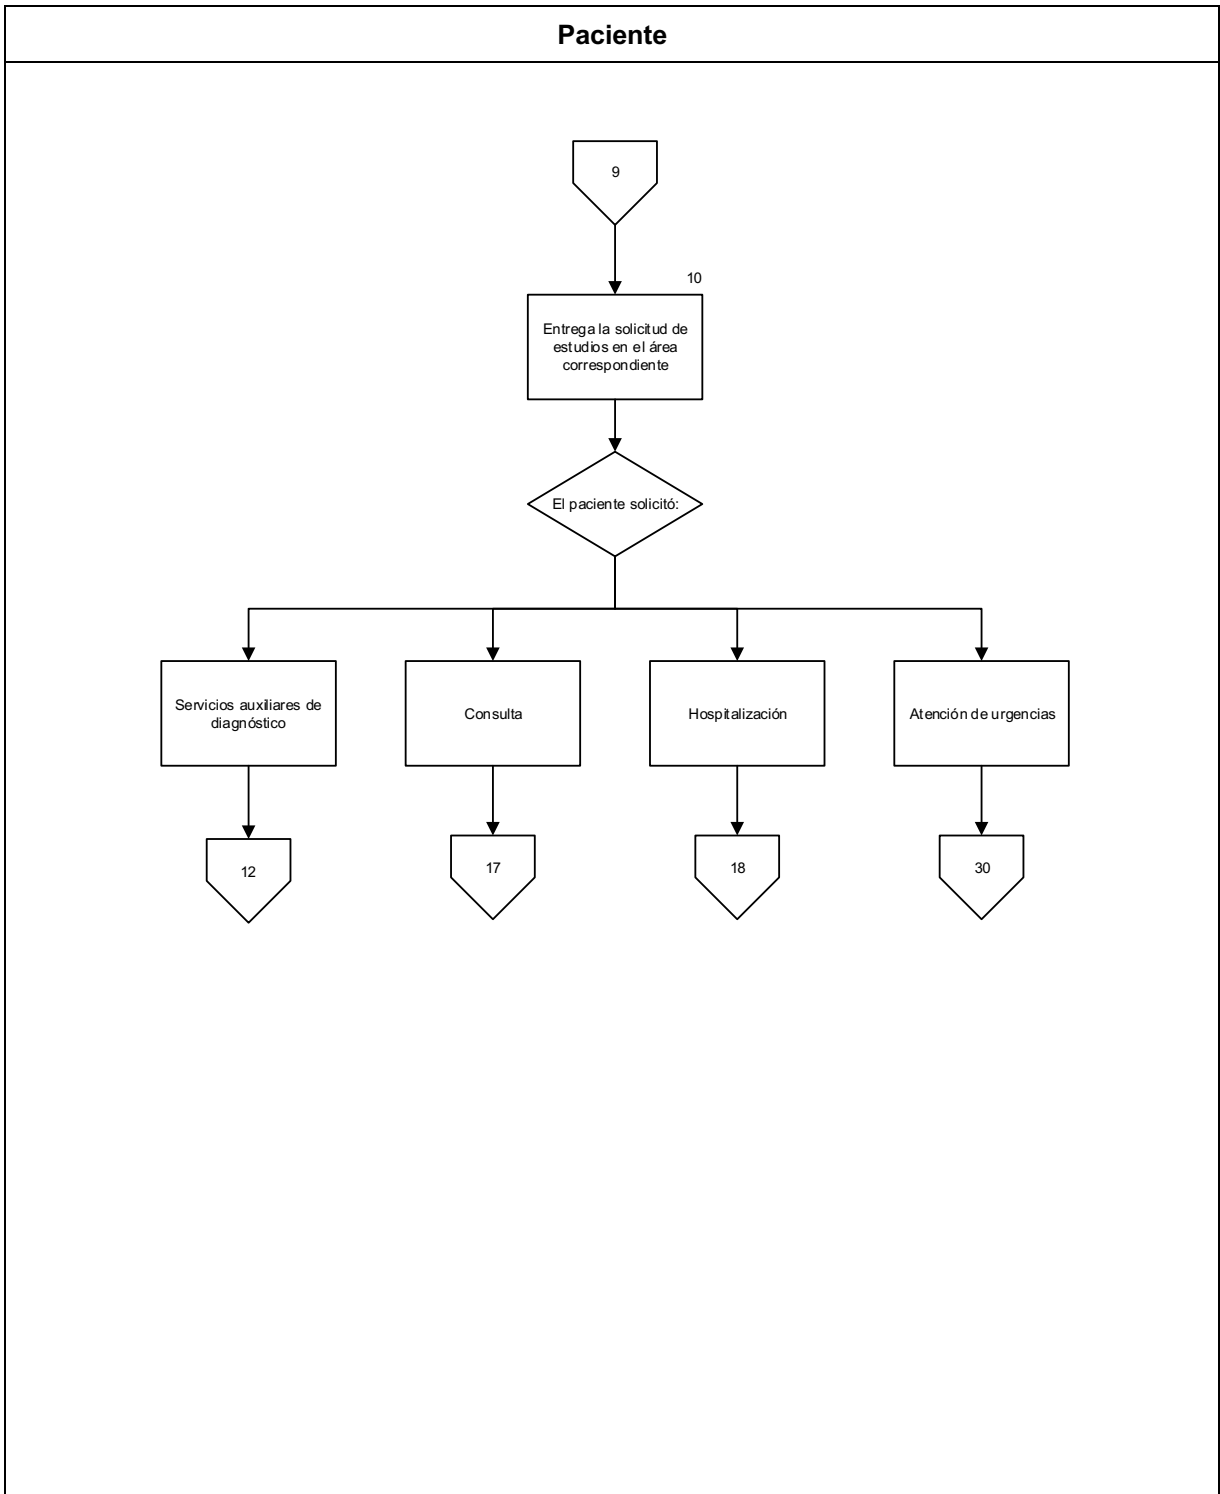 Paciente
9
10
Entrega la solicitud de
estudios en el área
correspondiente
El paciente solicitó:
Servicios auxiliares de
diagnóstico
Consulta
Hospitalización
Atención de urgencias
12
17
18
30